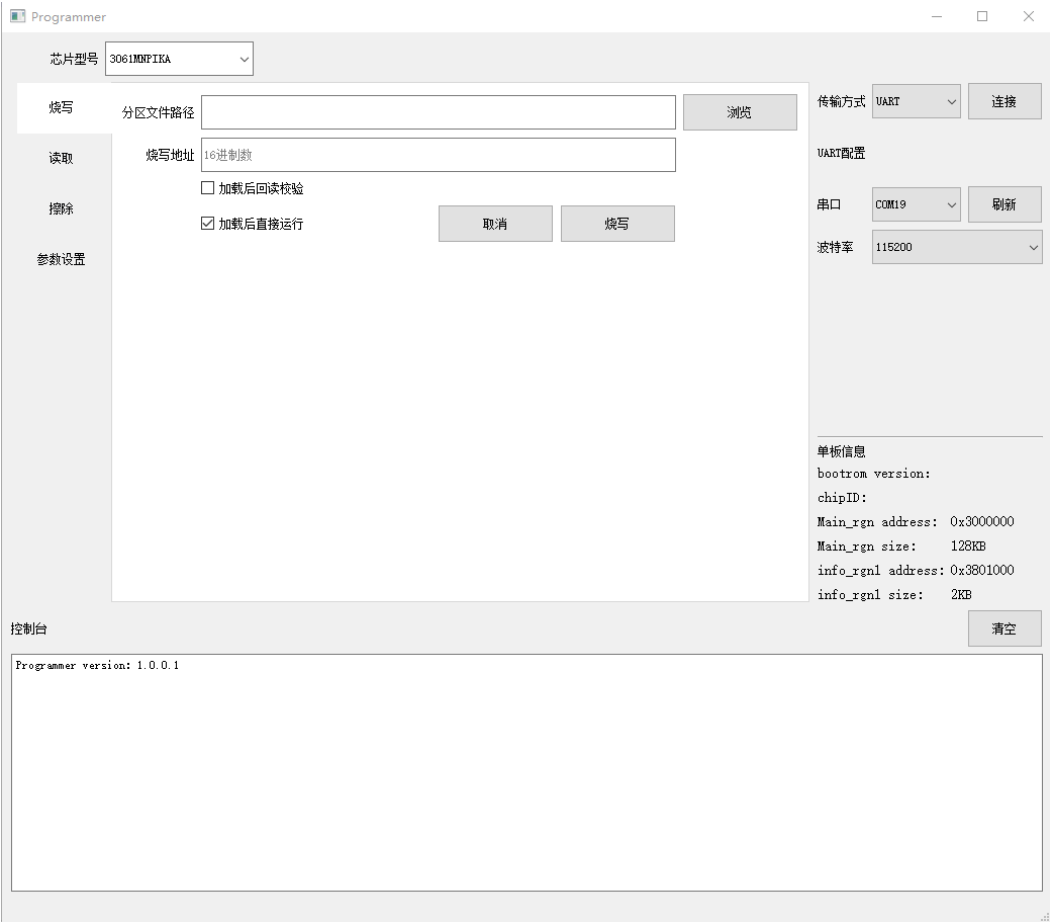 Programmer
芯片型号 3061MNPIKA
烧写
读取
擦除
参数设置
分区文件路径 浏览
烧写地址 16进制数
加载后回读校验
加载后直接运行 取消 烧写
传输方式 UART 连接
UART配置
串口 COM19 刷新
波特率 115200
单板信息
bootrom version:
chipID:
Main_rgn address: 0x3000000
Main_rgn size: 128KB
info_rgn1 address: 0x3801000
info_rgn1 size: 2KB
控制台 清空
Programmer version: 1.0.0.1